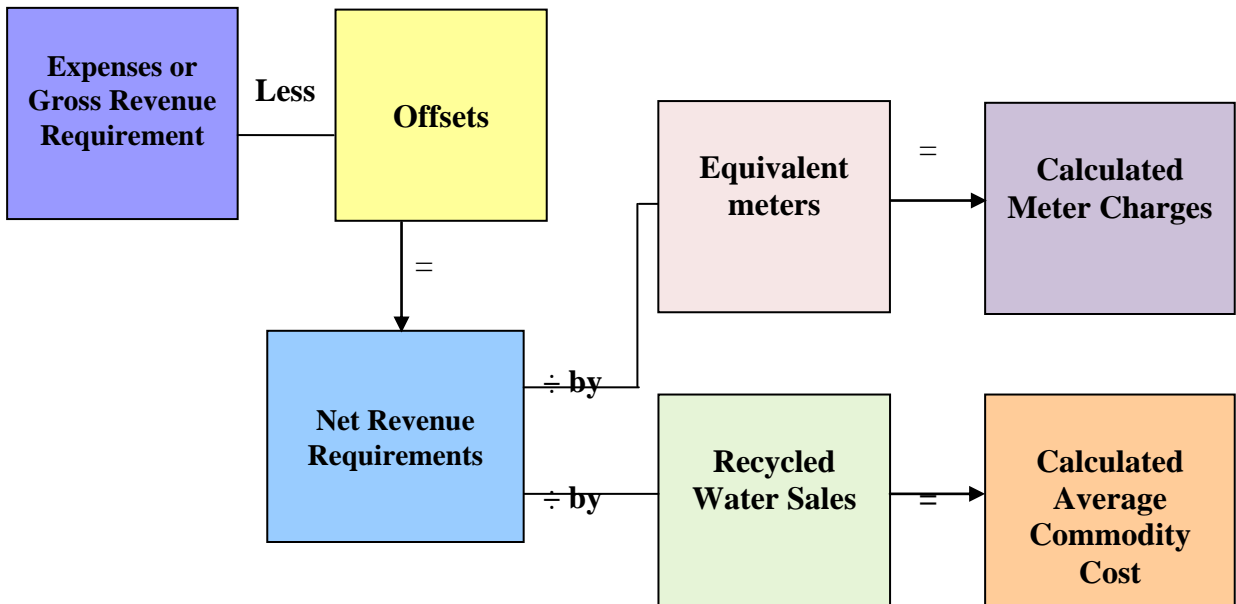 Expenses or
Gross Revenue
Requirement
Less
Offsets
=
Net Revenue
Requirements
÷ by
Equivalent
meters
=
Calculated
Meter Charges
÷ by
Recycled
Water Sales
=
Calculated
Average
Commodity
Cost